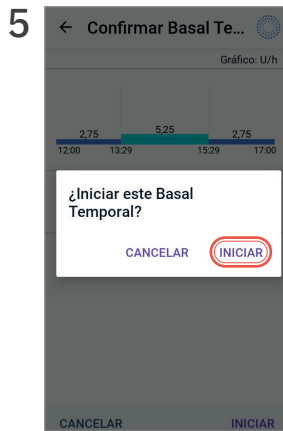 5
Confirmar Basal Te...
Gráfico: U/h
2,75 5,25 2,75
12:00 13:29 15:29 17:00
¿Iniciar este Basal
Temporal?
CANCELAR INICIAR
CANCELAR INICIAR